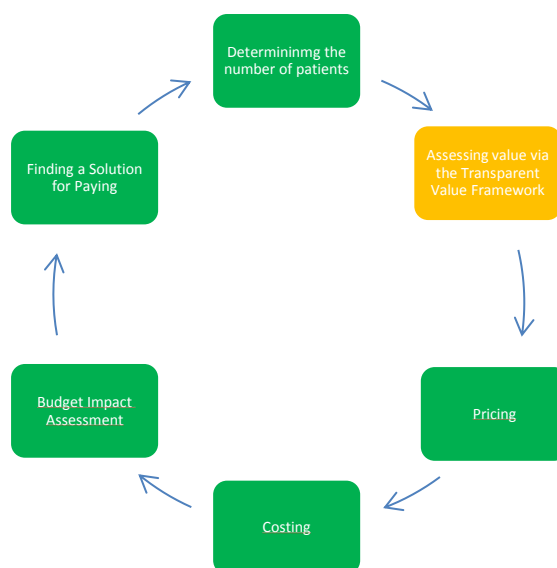 Determininmg the
number of patients
Assessing value via
the Transparent
Value Framework
Pricing
Costing
Budget Impact
Assessment
Finding a Solution
for Paying